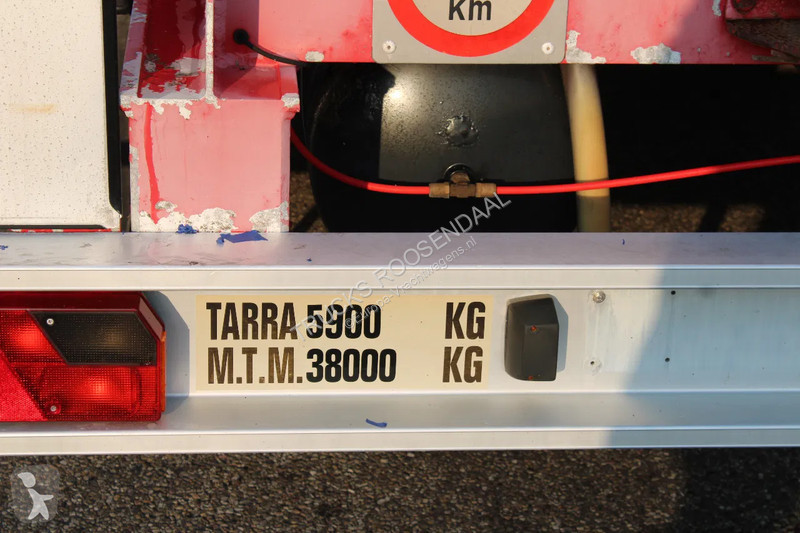 Km
TARRA 5900 KG
M.T.M. 38000 KG
TRUCKS ROOSENDAAL